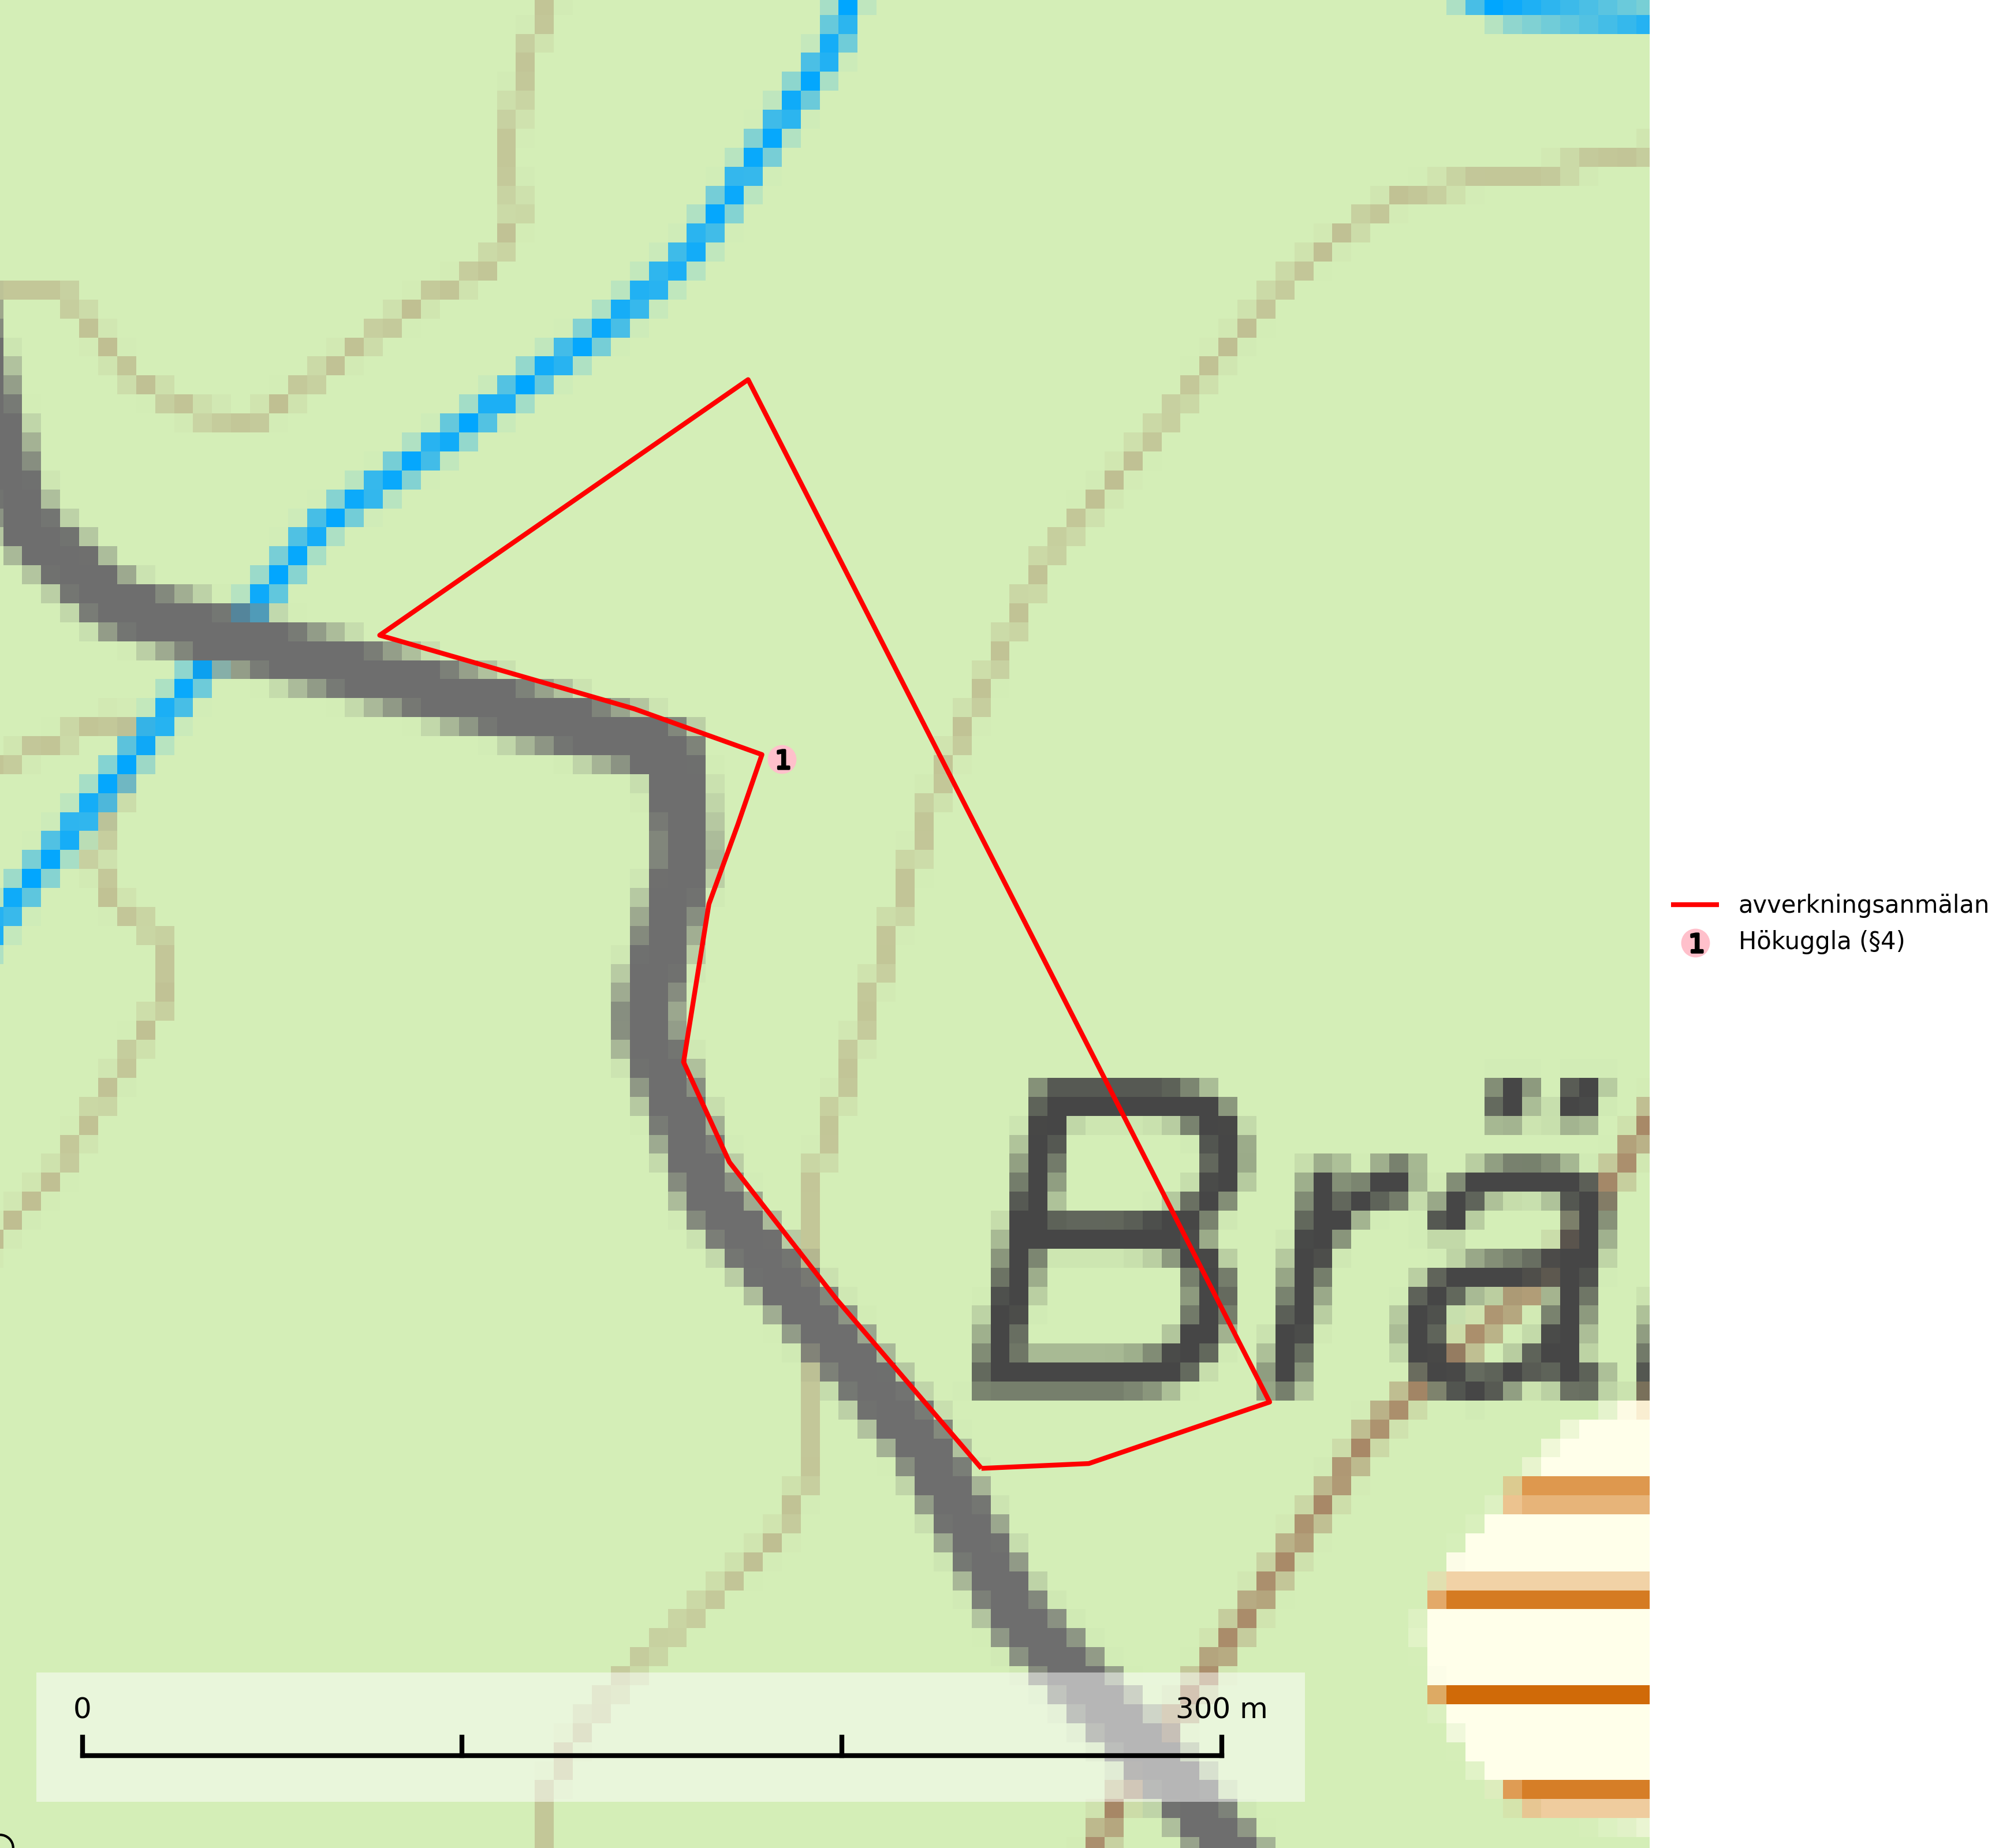 1
Brä
0 300 m
avverkningsanmälan
1 Hökuggla (§4)